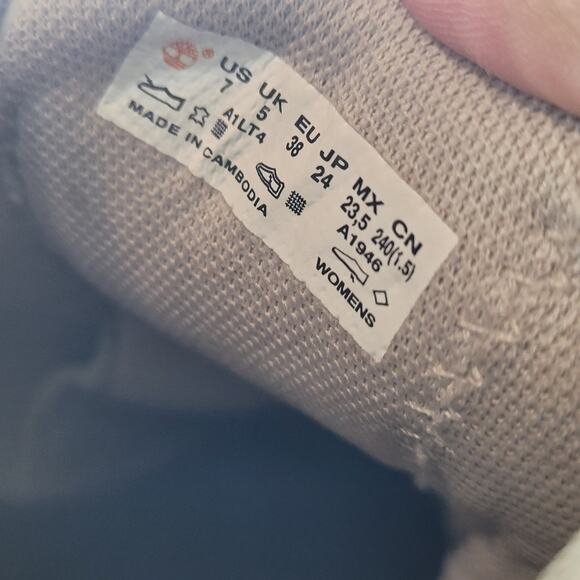 US UK EU JP MX CN
7 5 38 24 23,5 240(1.5)
A1LT4 A1946
MADE IN CAMBODIA WOMENS